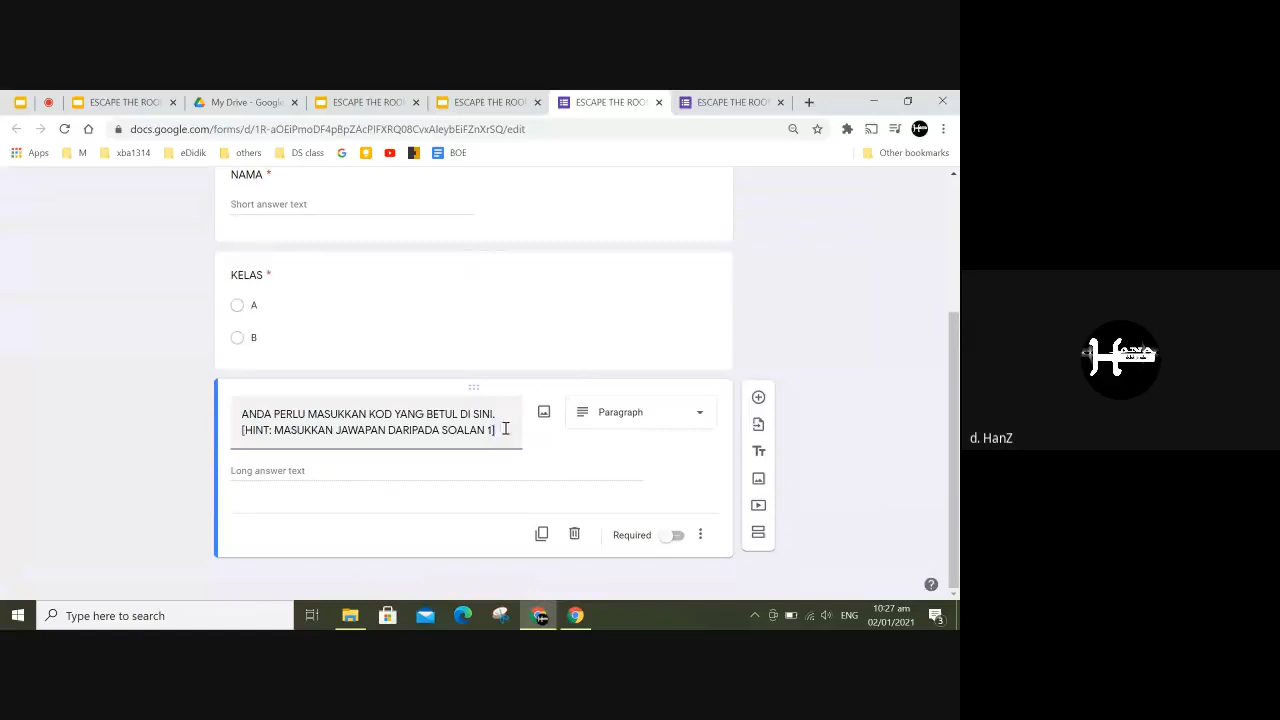 ESCAPE THE ROO
My Drive - Google
ESCAPE THE ROO
ESCAPE THE ROO
ESCAPE THE ROO
ESCAPE THE ROO
docs.google.com/forms/d/1R-aOEiPmoDF4pBpZAcPlFXRQ08CvxAIeybEiFZnXrSQ/edit
Apps
M
xba1314
eDidik
others
DS class
BOE
Other bookmarks
NAMA *
Short answer text
KELAS *
A
B
ANDA PERLU MASUKKAN KOD YANG BETUL DI SINI.
[HINT: MASUKKAN JAWAPAN DARIPADA SOALAN 1]
Paragraph
Long answer text
Required
d. HanZ
Type here to search
ENG
10:27 am
02/01/2021
3